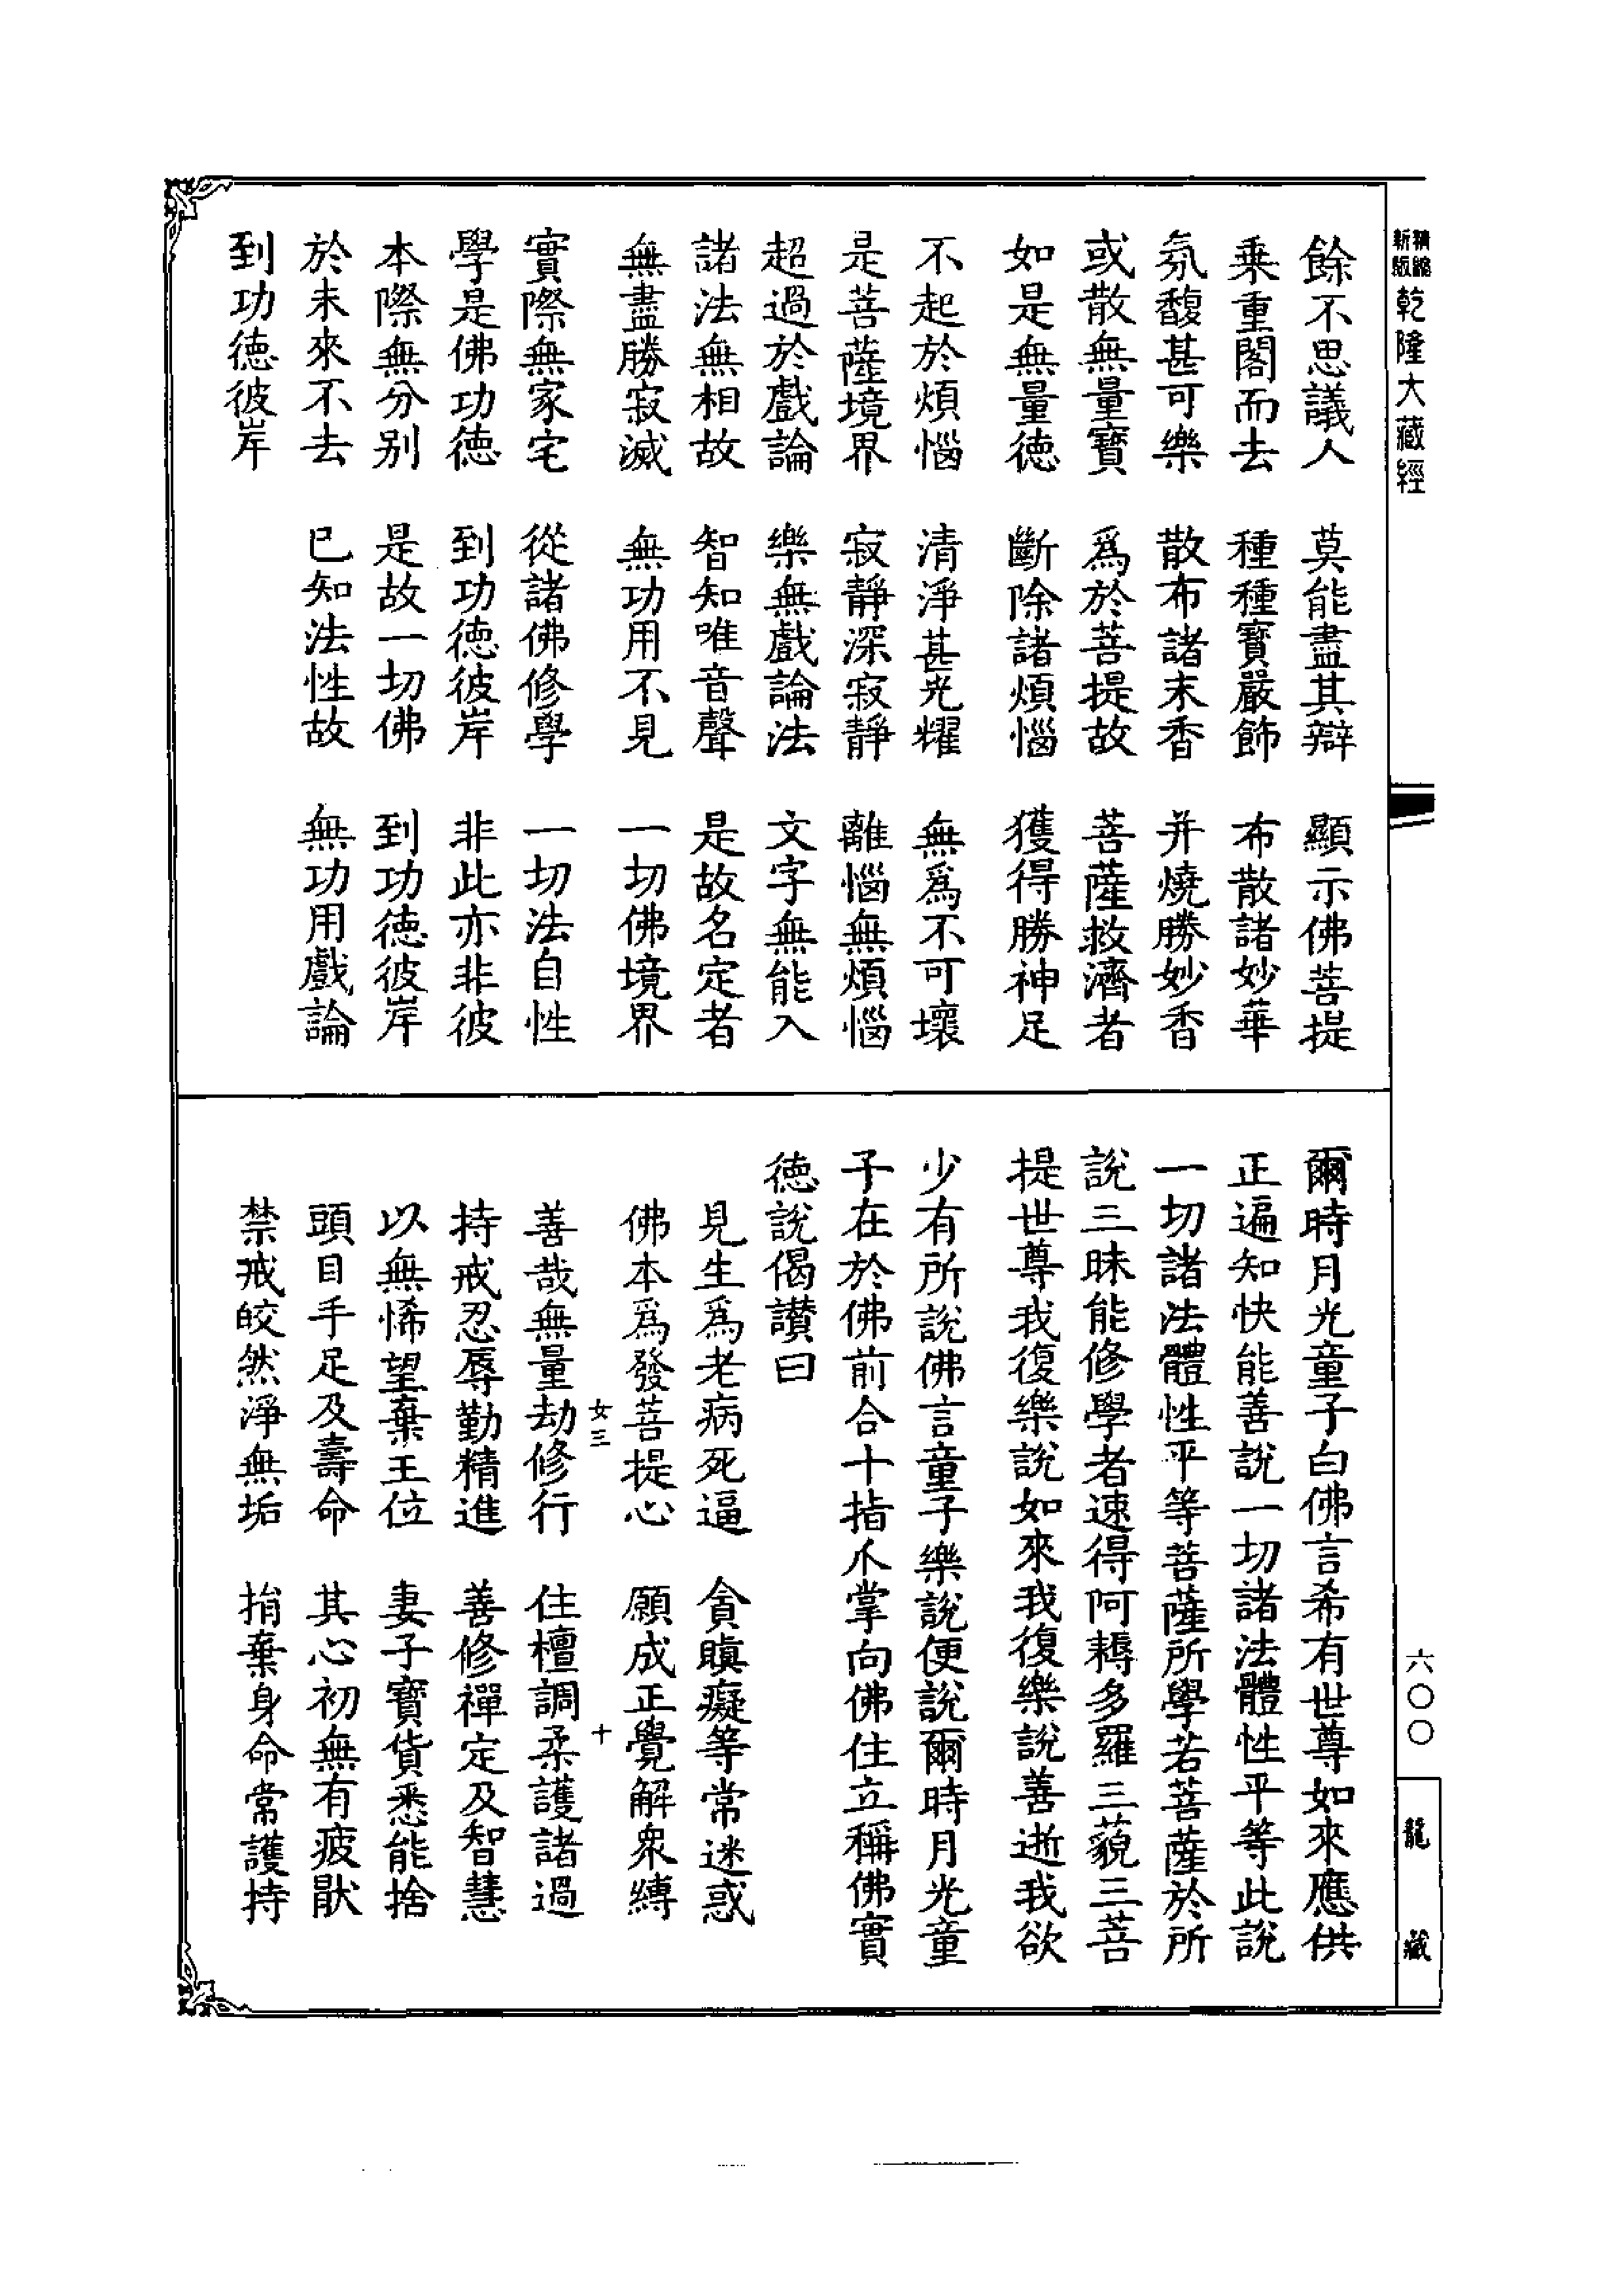 精縮新版乾隆大藏經
餘不思議人　莫能盡其辯　顯示佛菩提
乘重閣而去　種種寶嚴飾　布散諸妙華
氛馥甚可樂　散布諸末香　并燒勝妙香
或散無量寶　爲於菩提故　菩薩救濟者
如是無量德　斷除諸煩惱　獲得勝神足
不起於煩惱　清淨甚光耀　無爲不可壞
是菩薩境界　寂靜深寂靜　離惱無煩惱
超過於戲論　樂無戲論法　文字無能入
諸法無相故　智知唯音聲　是故名定者
無盡勝寂滅　無功用不見　一切佛境界
實際無家宅　從諸佛修學　一切法自性
學是佛功德　到功德彼岸　非此亦非彼
本際無分别　是故一切佛　到功德彼岸
於未來不去　已知法性故　無功用戲論
到功德彼岸
爾時月光童子白佛言希有世尊如來應供
正遍知快能善說一切諸法體性平等此說
一切諸法體性平等菩薩所學若菩薩於所
說三昧能修學者速得阿耨多羅三藐三菩
提世尊我復樂說如來我復樂說善逝我欲
少有所說佛言童子樂說便說爾時月光童
子在於佛前合十指爪掌向佛住立稱佛實
德說偈讚曰
見生爲老病死逼　貪瞋癡等常迷惑
佛本爲發菩提心　願成正覺解衆縛
女三　十
善哉無量劫修行　住檀調柔護諸過
持戒忍辱勤精進　善修禪定及智慧
以無悕望棄王位　妻子寶貨悉能捨
頭目手足及壽命　其心初無有疲猒
禁戒皎然淨無垢　捐棄身命常護持
六〇〇
龍藏